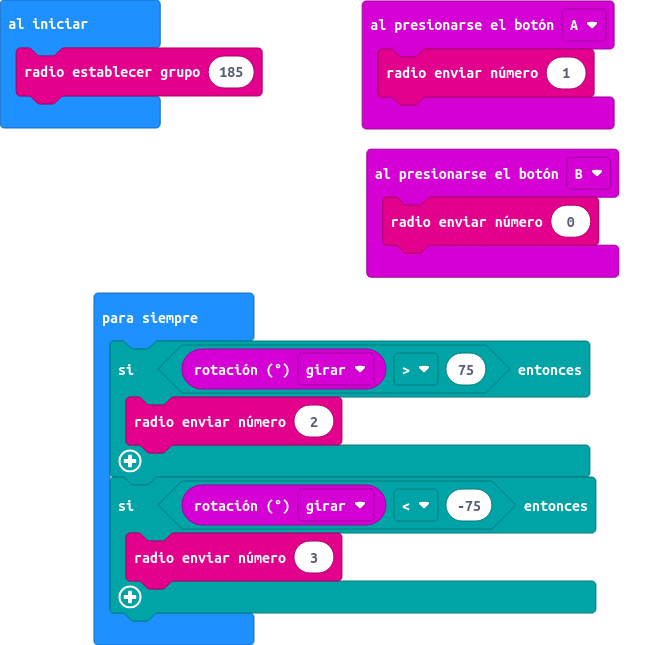 al iniciar
radio establecer grupo 185
al presionarse el botón A
radio enviar número 1
al presionarse el botón B
radio enviar número 0
para siempre
si rotación (°) girar > 75 entonces
radio enviar número 2
si rotación (°) girar < -75 entonces
radio enviar número 3